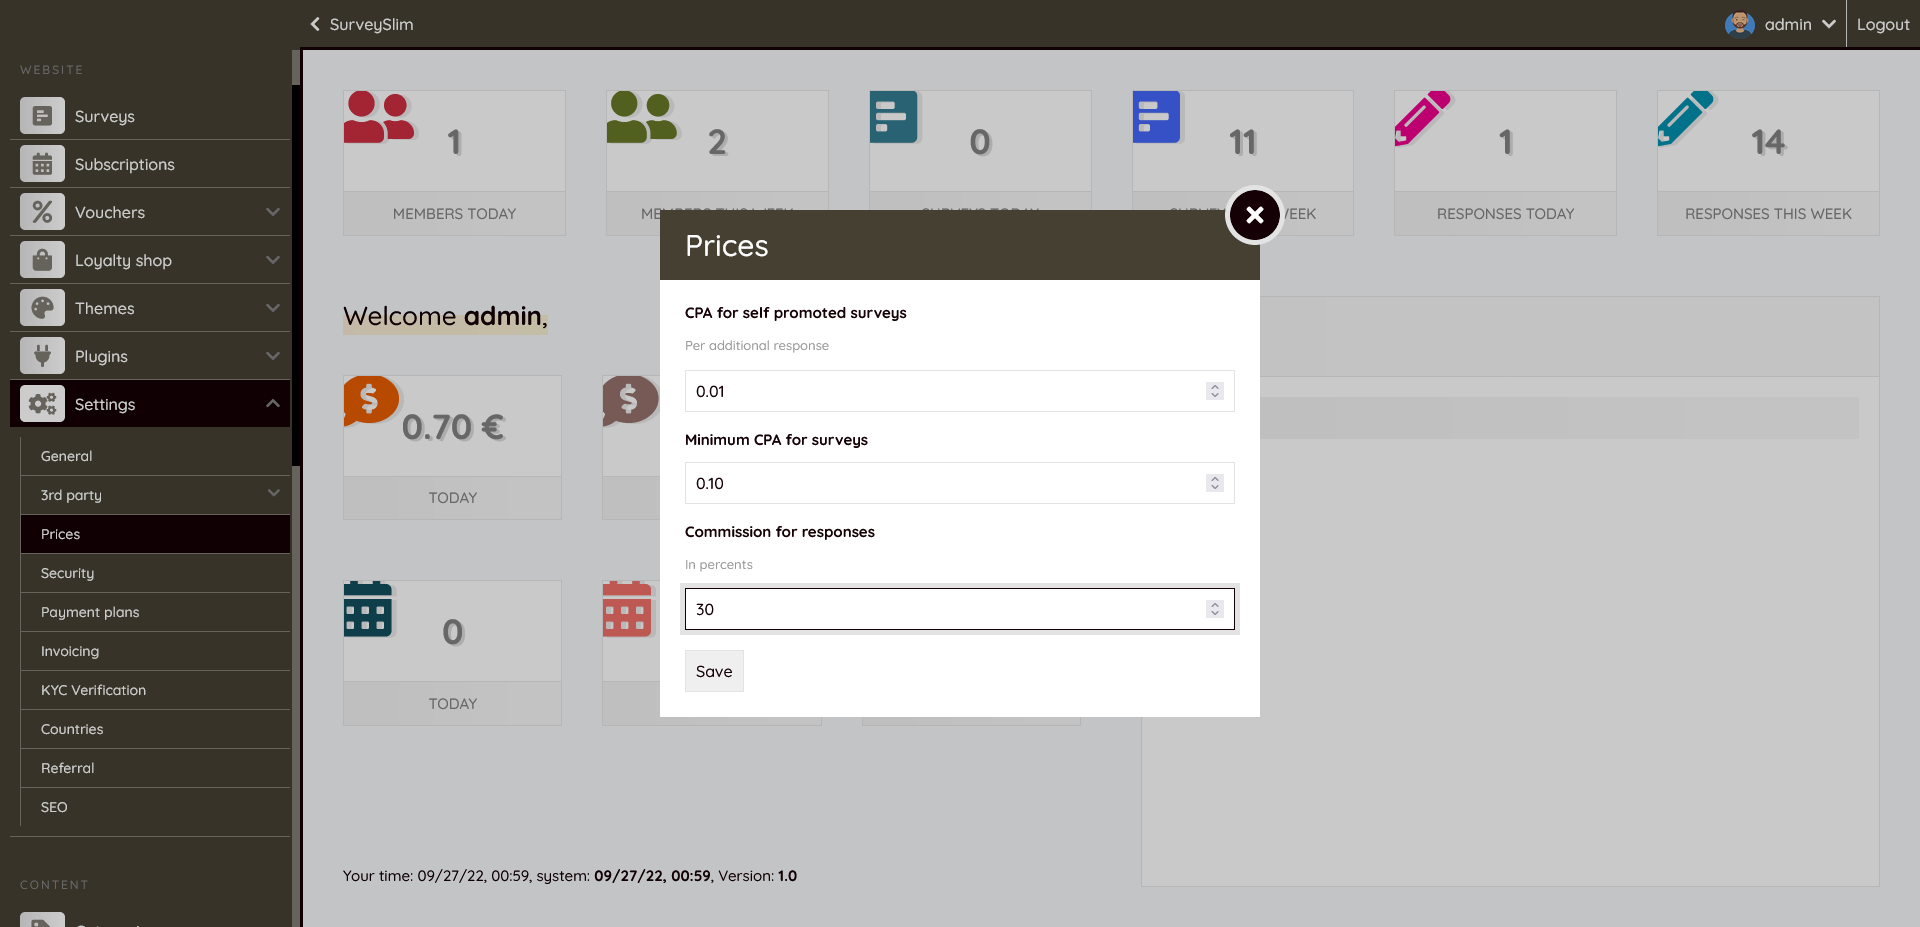 SurveySlim
admin
Logout
WEBSITE
Surveys
Subscriptions
Vouchers
Loyalty shop
Themes
Plugins
Settings
General
3rd party
Prices
Security
Payment plans
Invoicing
KYC Verification
Countries
Referral
SEO
CONTENT
1
MEMBERS TODAY
2
0
11
1
RESPONSES TODAY
14
RESPONSES THIS WEEK
Welcome admin,
0.70 €
TODAY
0
TODAY
Prices
CPA for self promoted surveys
Per additional response
0.01
Minimum CPA for surveys
0.10
Commission for responses
In percents
30
Save
Your time: 09/27/22, 00:59, system: 09/27/22, 00:59, Version: 1.0